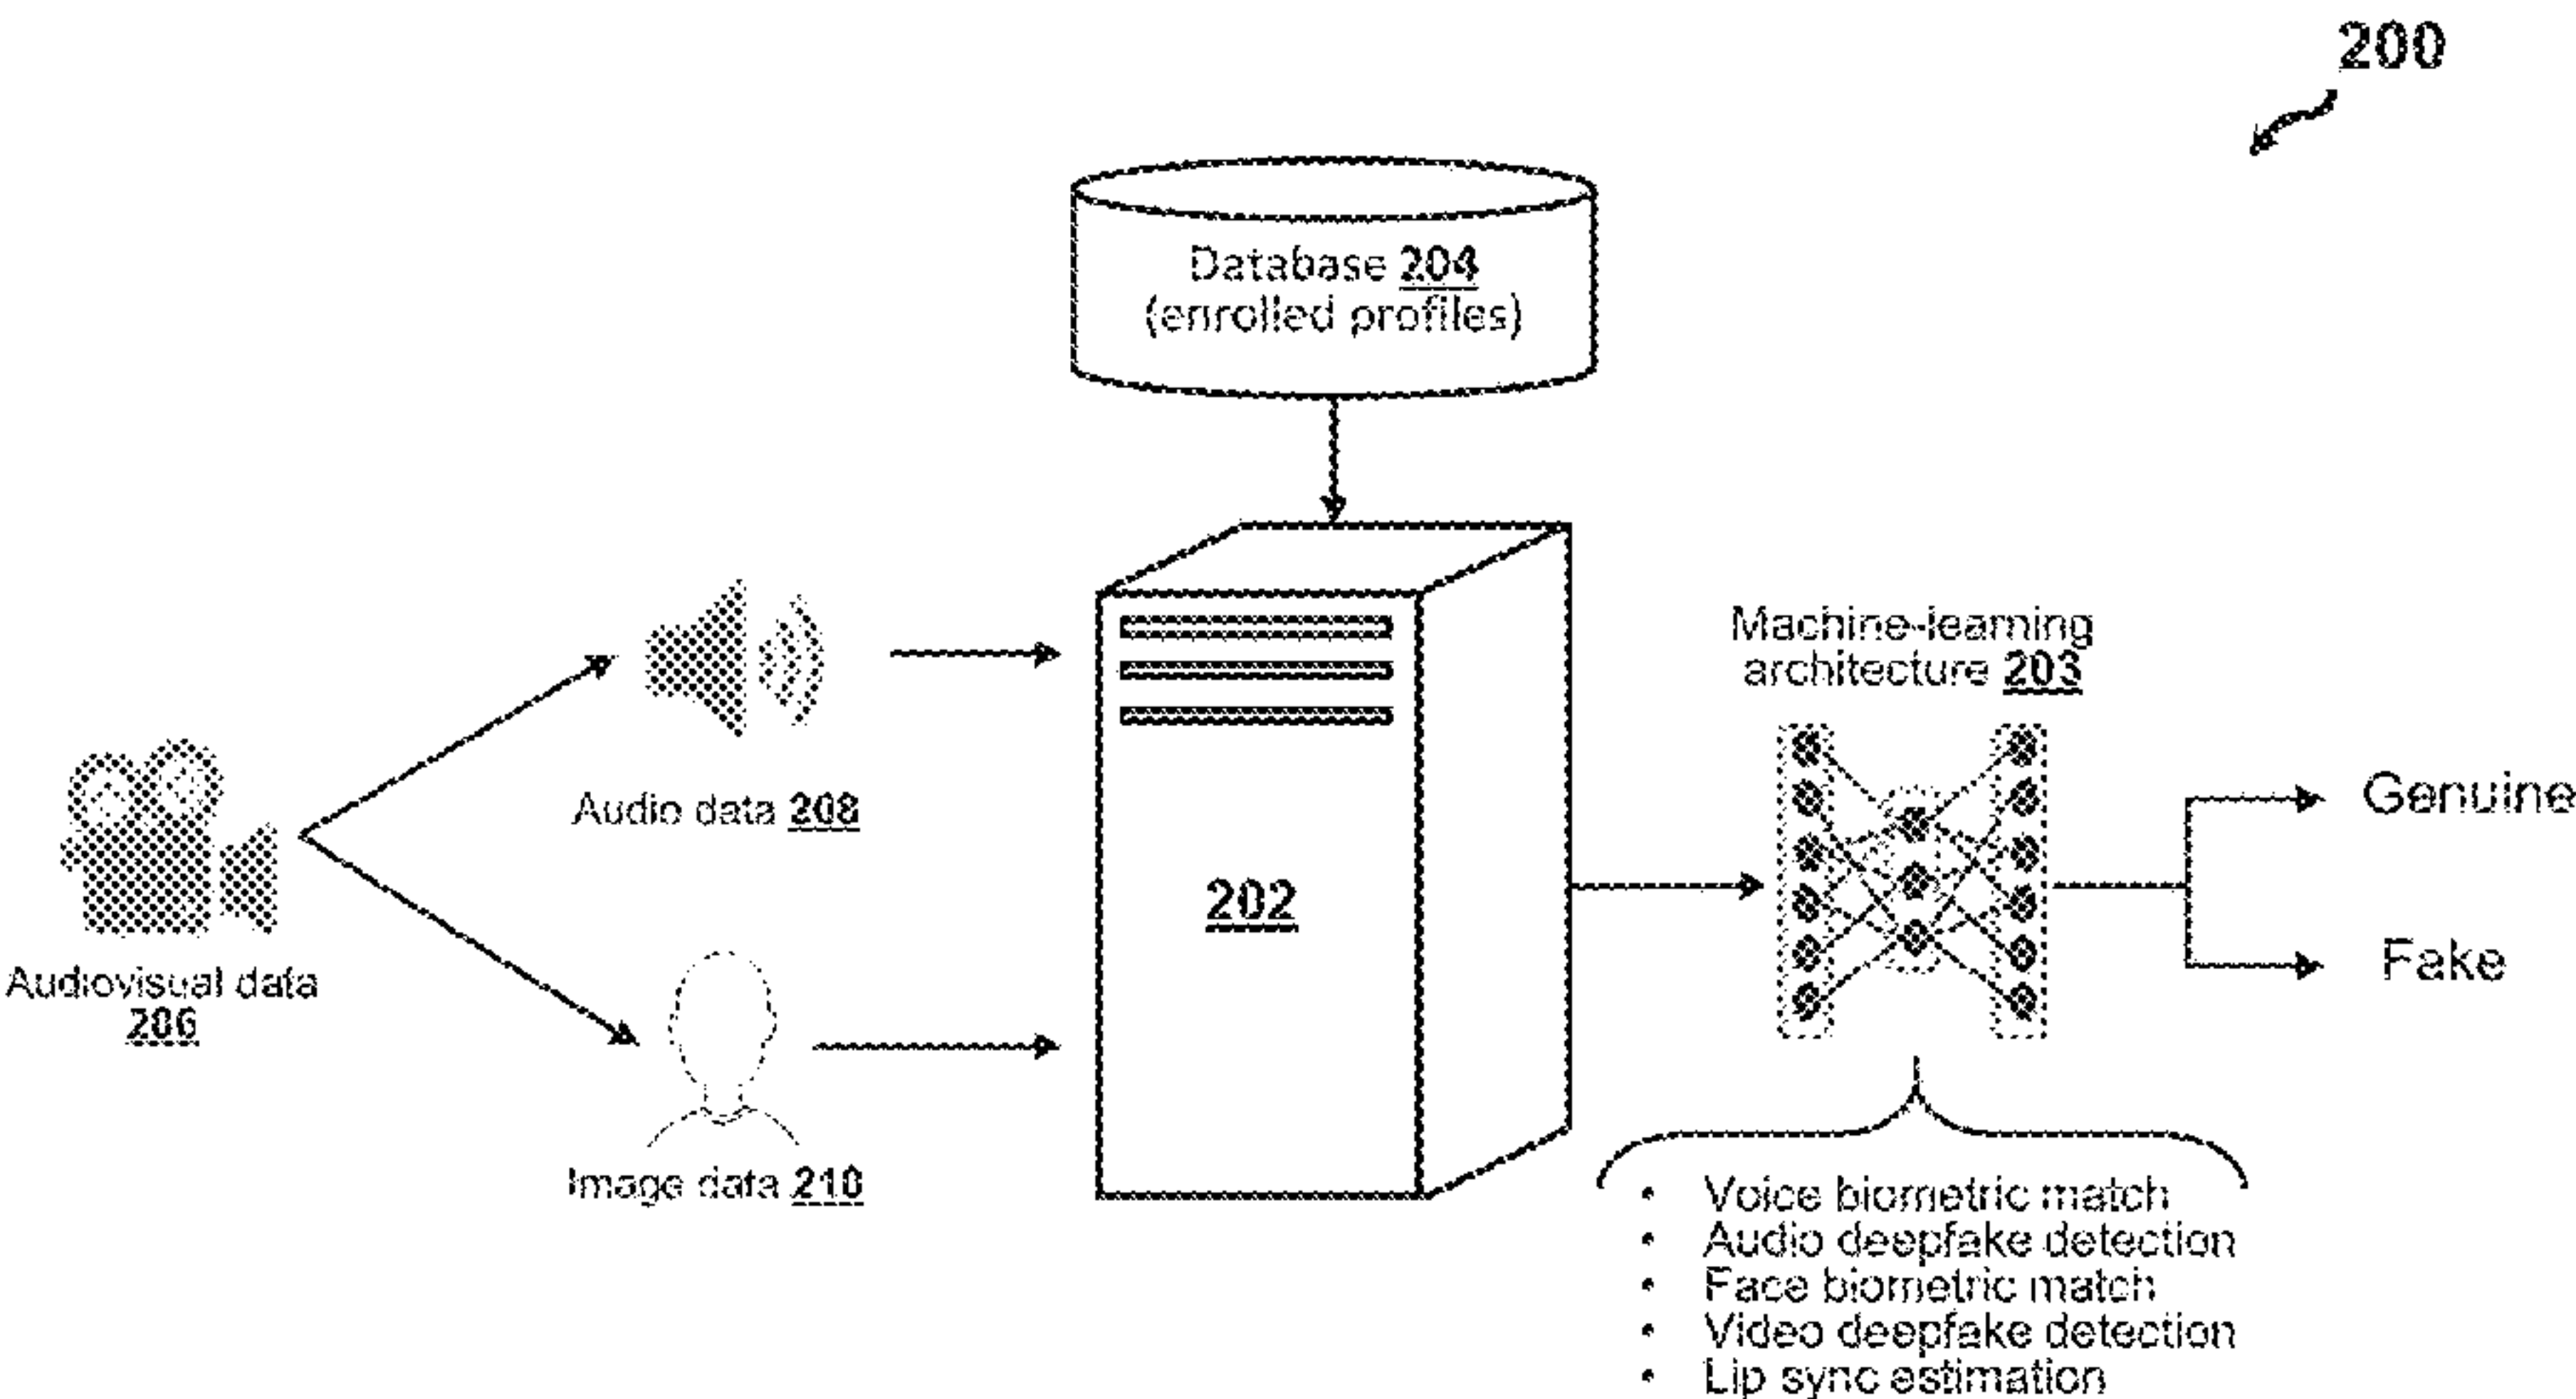 200
Database 204
(enrolled profiles)
Machine-learning
architecture 203
Audio data 208
Genuine
202
Fake
Audiovisual data
206
Image data 210
• Voice biometric match
• Audio deepfake detection
• Face biometric match
• Video deepfake detection
• Lip sync estimation